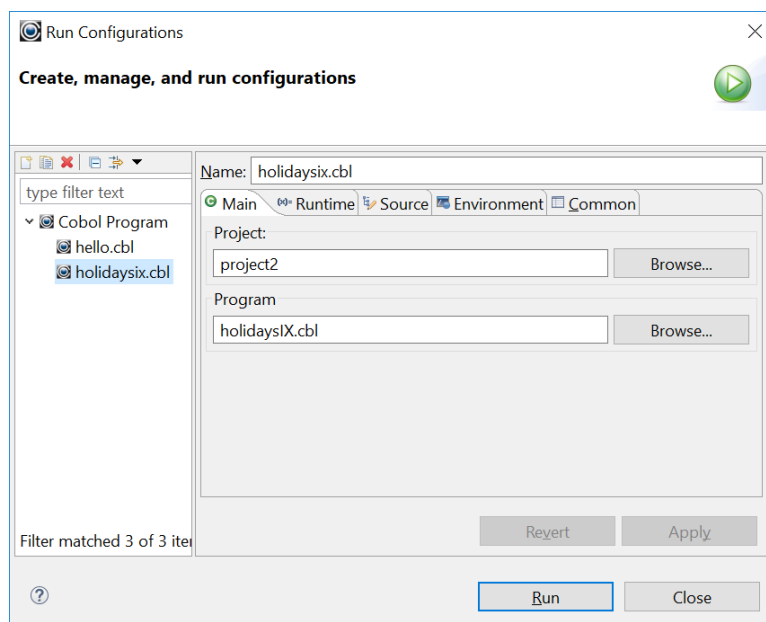 Run Configurations
Create, manage, and run configurations
type filter text
Cobol Program
hello.cbl
holidaysix.cbl
Filter matched 3 of 3 iter
Name: holidaysix.cbl
Main Runtime Source Environment Common
Project:
project2 Browse...
Program
holidaysIX.cbl Browse...
Revert Apply
Run Close